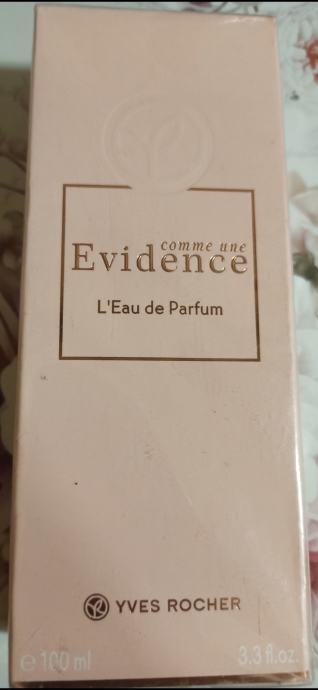 comme une
Evidence
L'Eau de Parfum
YVES ROCHER
e 100 ml 3.3 fl.oz.